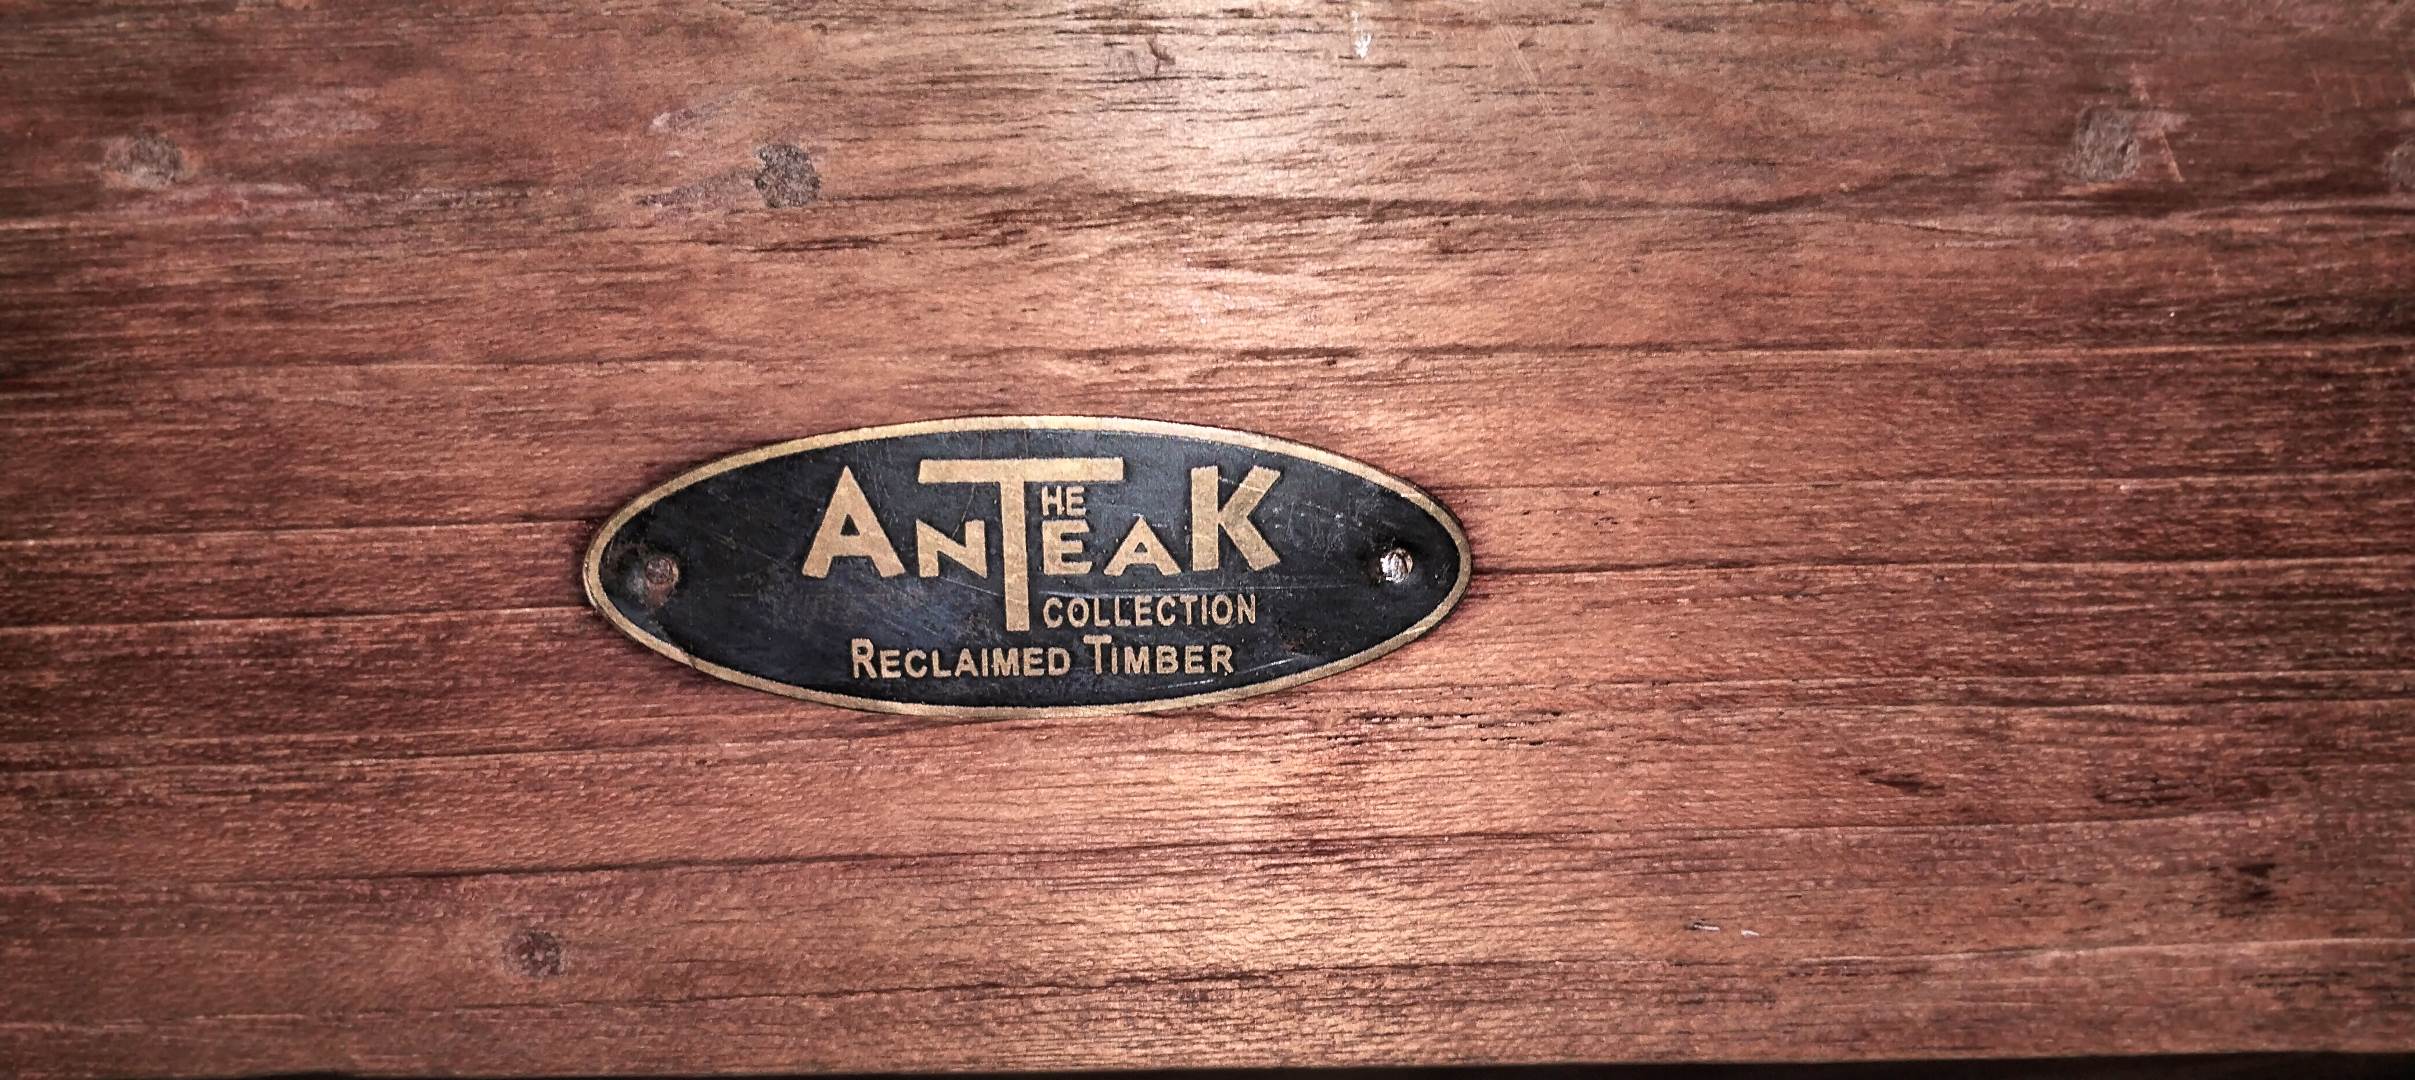 THE
ANTEAK
COLLECTION
RECLAIMED TIMBER